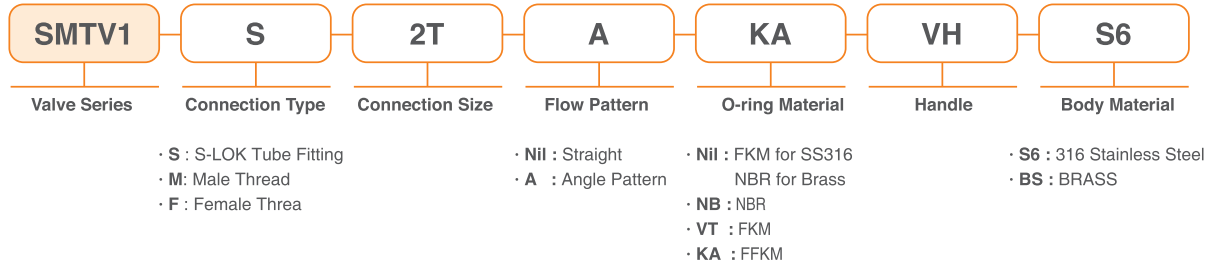 SMTV1 S 2T A KA VH S6
Valve Series Connection Type Connection Size Flow Pattern O-ring Material Handle Body Material
· S : S-LOK Tube Fitting
· M: Male Thread
· F : Female Threa
· Nil : Straight
· A : Angle Pattern
· Nil : FKM for SS316
NBR for Brass
· NB : NBR
· VT : FKM
· KA : FFKM
· S6 : 316 Stainless Steel
· BS : BRASS